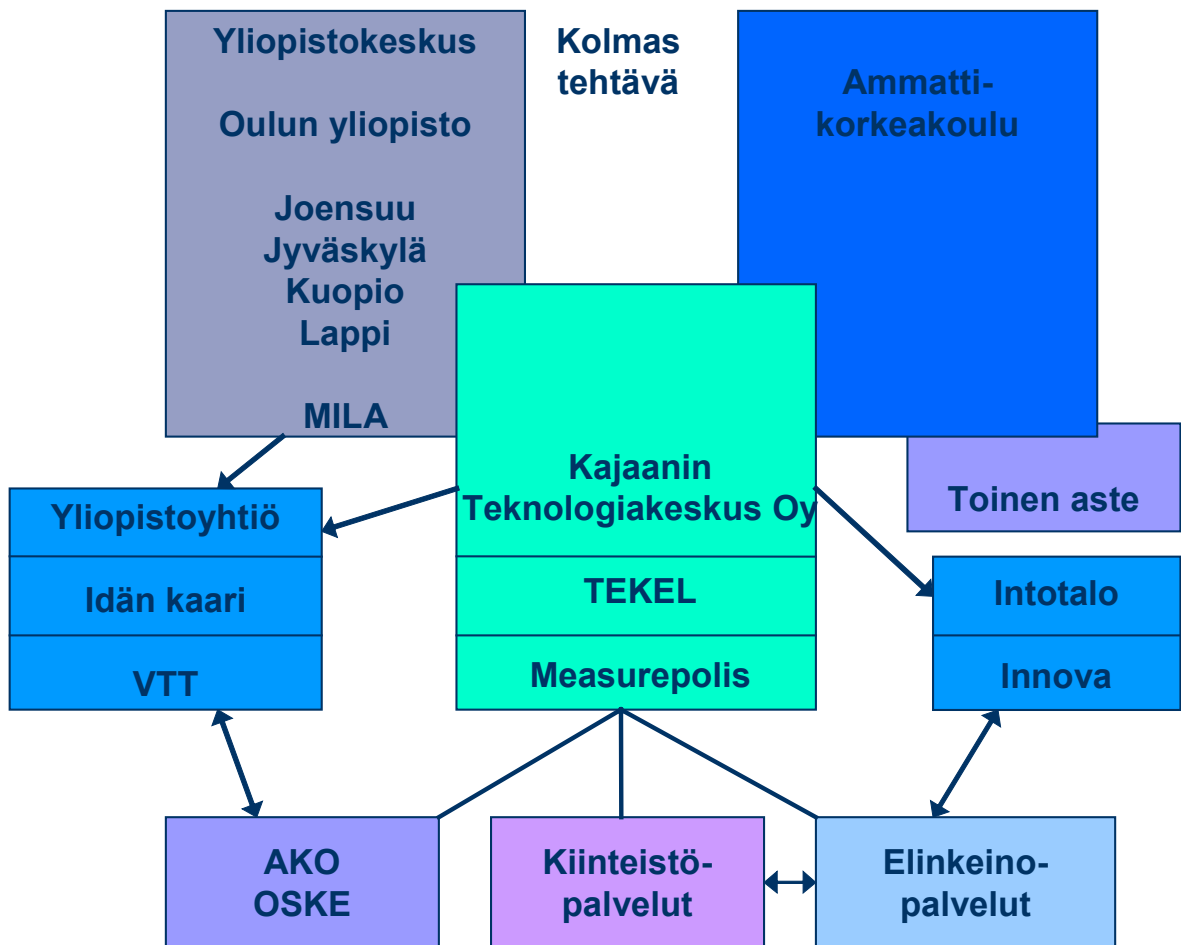 Yliopistokeskus
Oulun yliopisto
Joensuu
Jyväskylä
Kuopio
Lappi
MILA
Kolmas
tehtävä
Ammatti-
korkeakoulu
Kajaanin
Teknologiakeskus Oy
TEKEL
Measurepolis
Toinen aste
Yliopistoyhtiö
Idän kaari
VTT
Intotalo
Innova
AKO
OSKE
Kiinteistö-
palvelut
Elinkeino-
palvelut